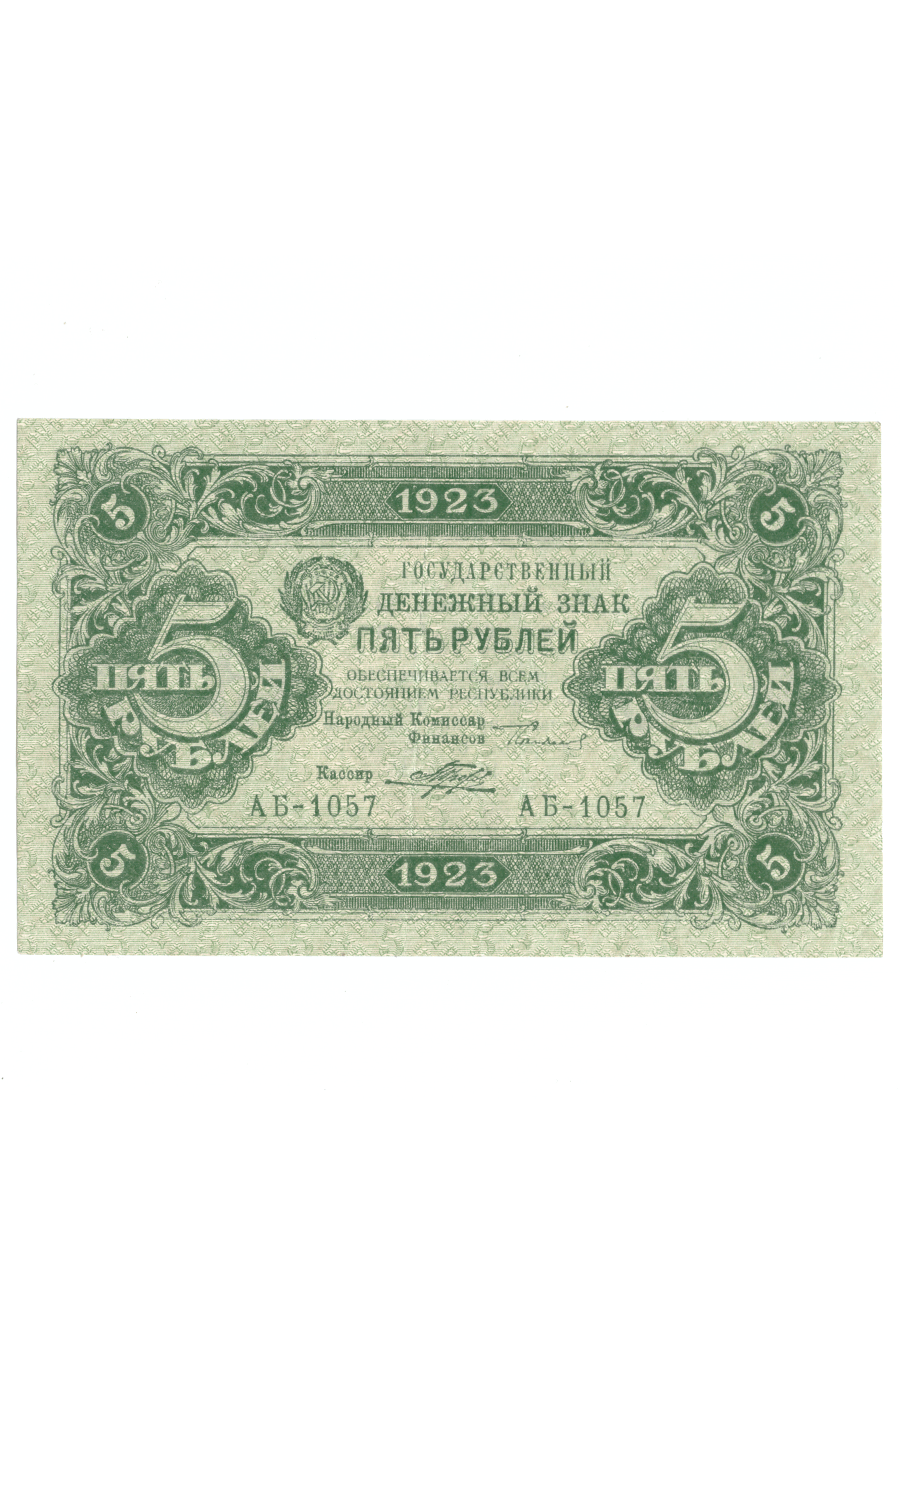 1923
5
5
ГОСУДАРСТВЕННЫЙ
ДЕНЕЖНЫЙ ЗНАК
ПЯТЬ РУБЛЕЙ
5
ПЯТЬ
РУБЛЕЙ
5
ПЯТЬ
РУБЛЕЙ
ОБЕСПЕЧИВАЕТСЯ ВСЕМ
ДОСТОЯНИЕМ РЕСПУБЛИКИ
Народный Комиссар
Финансов
Кассир
АБ-1057
АБ-1057
5
5
1923